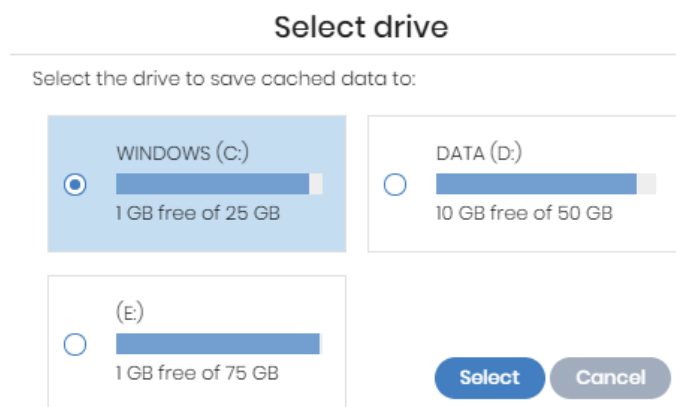 Select drive
Select the drive to save cached data to:
WINDOWS (C:)
1 GB free of 25 GB
DATA (D:)
10 GB free of 50 GB
(E:)
1 GB free of 75 GB
Select
Cancel